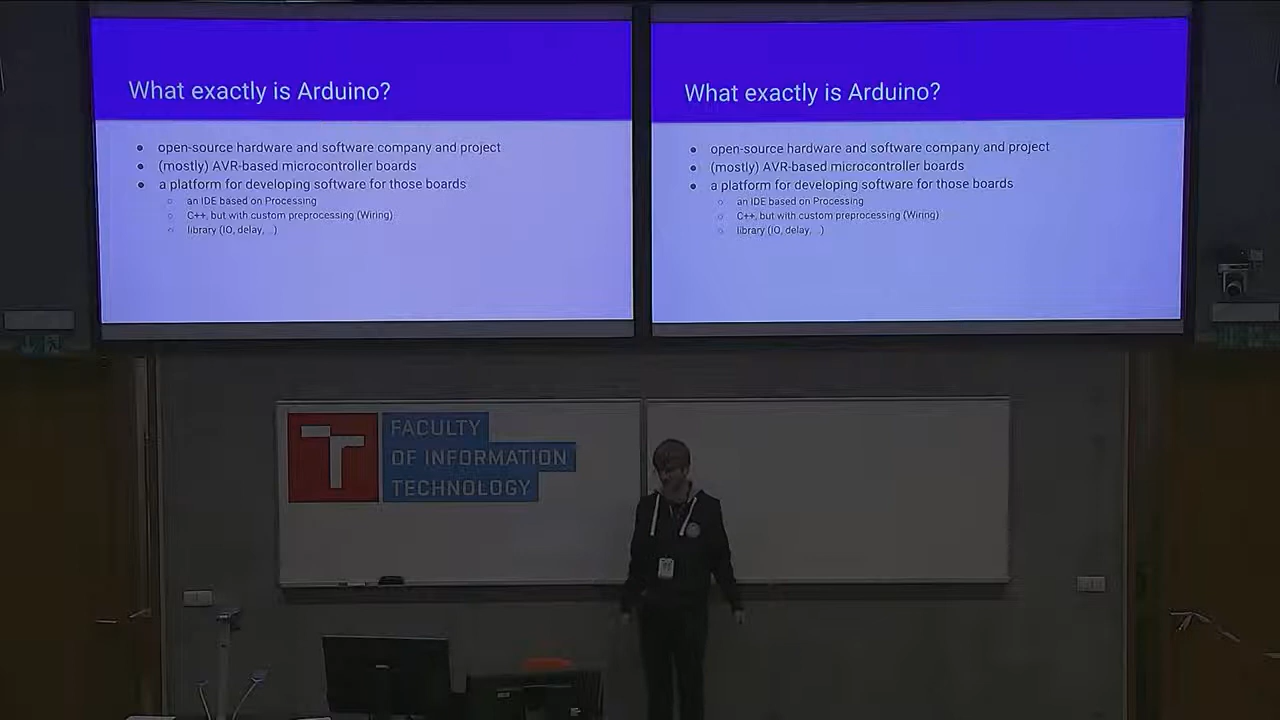 What exactly is Arduino?
● open-source hardware and software company and project
● (mostly) AVR-based microcontroller boards
● a platform for developing software for those boards
○ an IDE based on Processing
○ C++, but with custom preprocessing (Wiring)
○ library (IO, delay, ...)
What exactly is Arduino?
● open-source hardware and software company and project
● (mostly) AVR-based microcontroller boards
● a platform for developing software for those boards
○ an IDE based on Processing
○ C++, but with custom preprocessing (Wiring)
○ library (IO, delay, ...)
T
FACULTY
OF INFORMATION
TECHNOLOGY